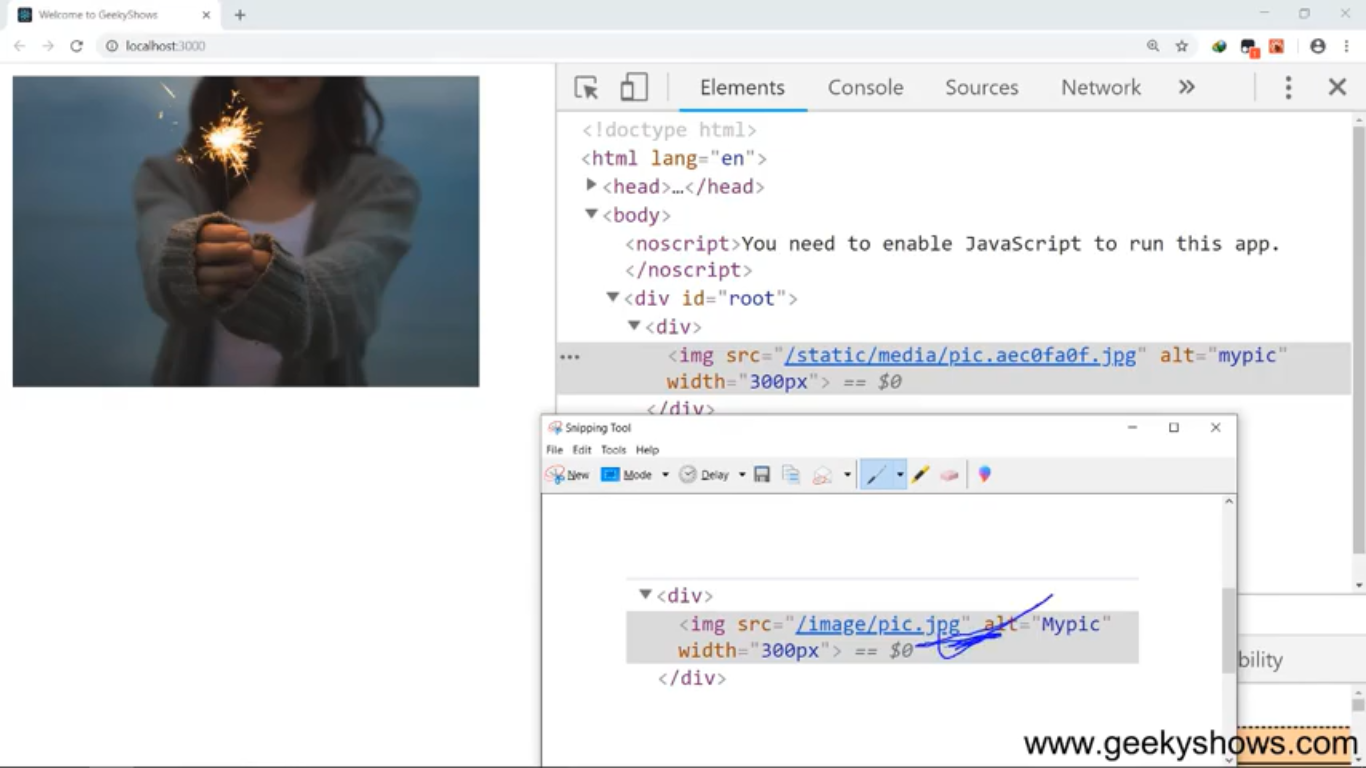 Welcome to GeekyShows
localhost:3000
Elements Console Sources Network
<!doctype html>
<html lang="en">
<head>…</head>
<body>
<noscript>You need to enable JavaScript to run this app.
</noscript>
<div id="root">
<div>
<img src="/static/media/pic.aec0fa0f.jpg" alt="mypic"
width="300px"> == $0
</div>
Snipping Tool
File Edit Tools Help
New Mode Delay
<div>
<img src="/image/pic.jpg" alt="Mypic"
width="300px"> == $0
</div>
bility
www.geekyshows.com